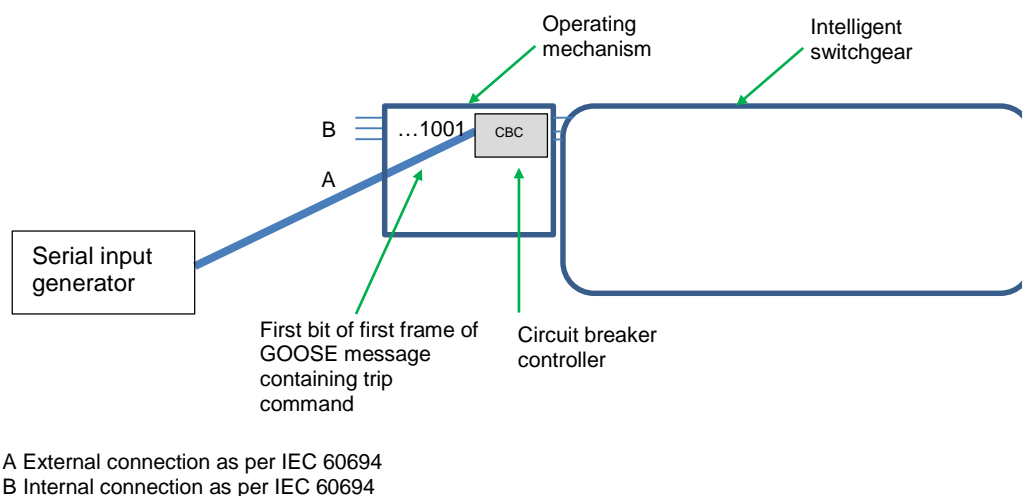 Operating
mechanism
Intelligent
switchgear
B
…1001
CBC
A
Serial input
generator
First bit of first frame of
GOOSE message
containing trip
command
Circuit breaker
controller
A External connection as per IEC 60694
B Internal connection as per IEC 60694